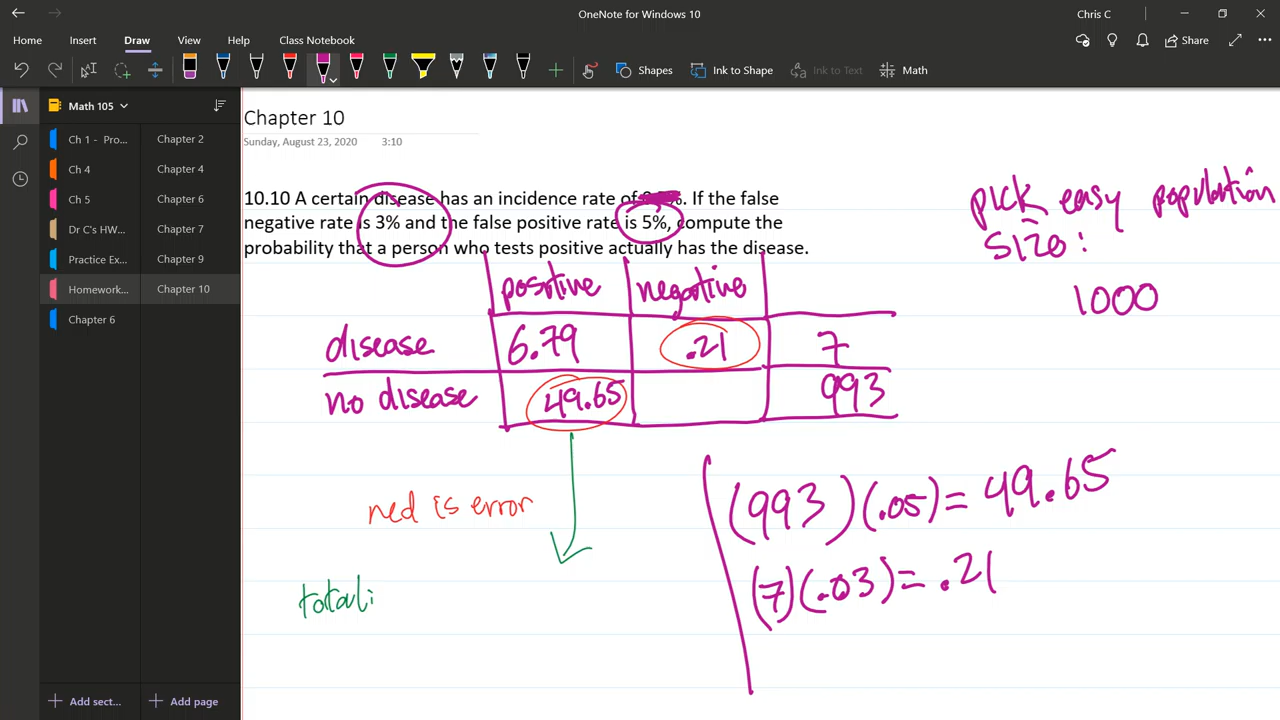 OneNote for Windows 10
Chris C
Home Insert Draw View Help Class Notebook
Shapes Ink to Shape Ink to Text Math Share
Math 105
Ch 1 - Pro...
Ch 4
Ch 5
Dr C's HW...
Practice Ex...
Homework...
Chapter 6
Add sect...
Chapter 2
Chapter 4
Chapter 6
Chapter 7
Chapter 9
Chapter 10
Add page
Chapter 10
Sunday, August 23, 2020 3:10
10.10 A certain disease has an incidence rate of %. If the false
negative rate is 3% and the false positive rate is 5%, compute the
probability that a person who tests positive actually has the disease.
pick easy population
size:
1000
positive negative
disease 6.79 .21 7
no disease 49.65 993
red is error
total:
(993)(.05)=49.65
(7)(.03)=.21